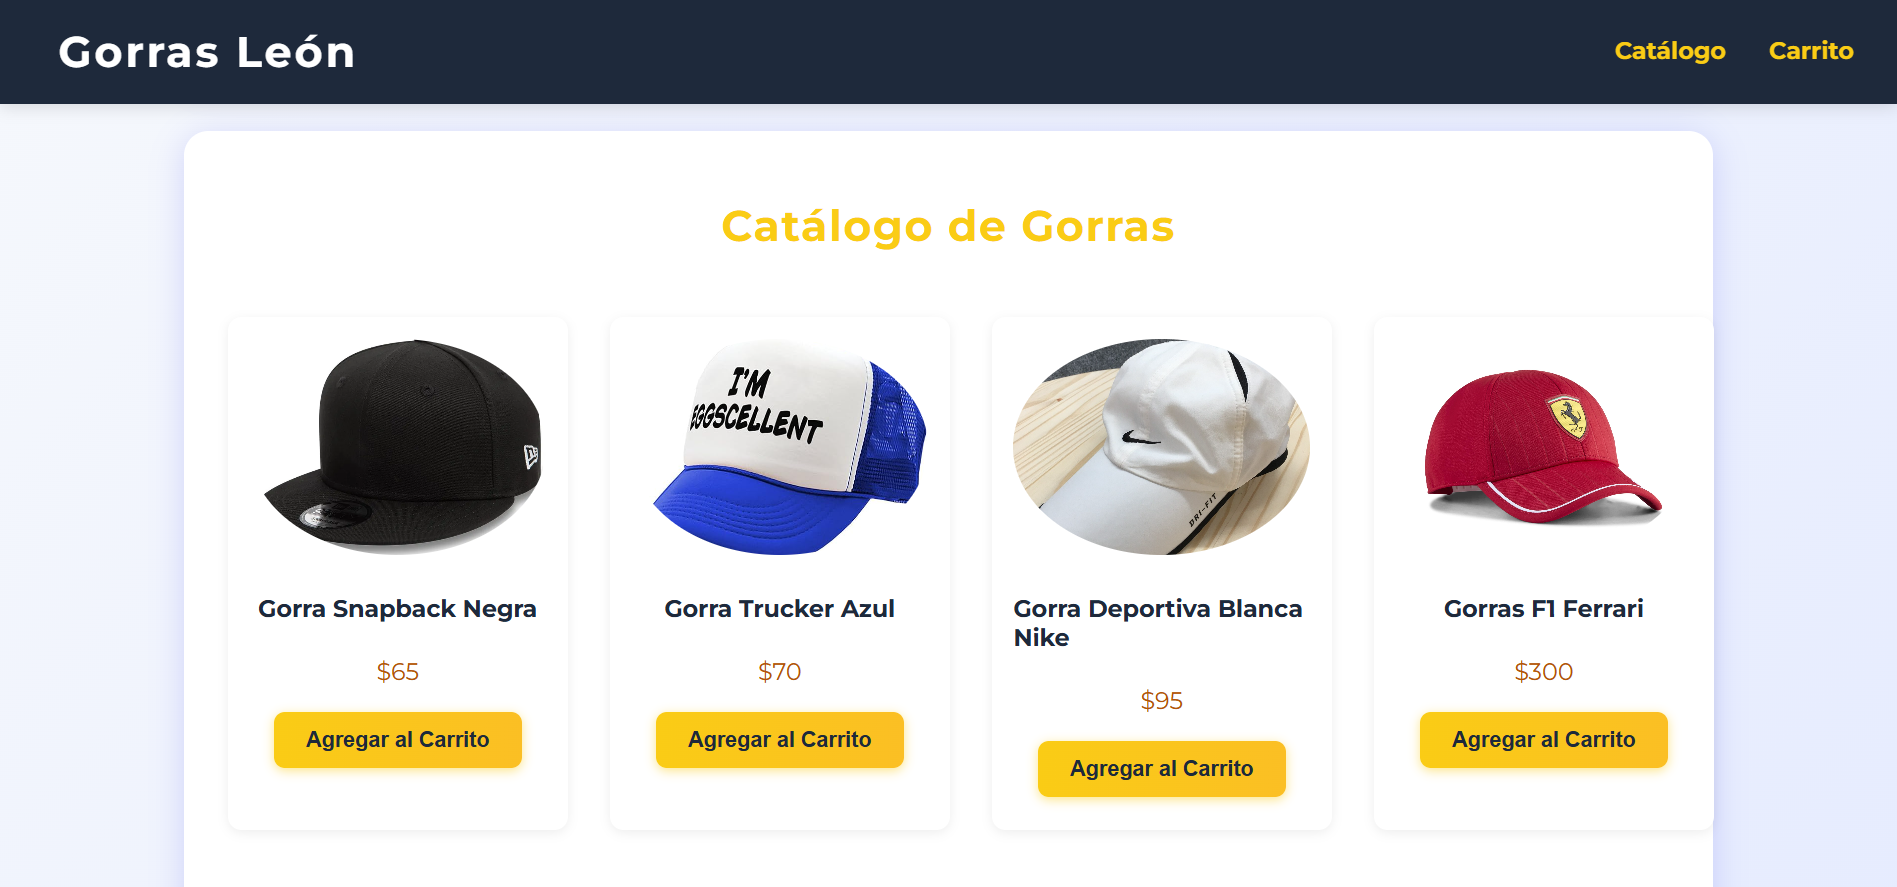 Gorras León
Catálogo
Carrito
Catálogo de Gorras
I'M
EGGSCELLENT
DRI-FIT
Gorra Snapback Negra
$65
Agregar al Carrito
Gorra Trucker Azul
$70
Agregar al Carrito
Gorra Deportiva Blanca
Nike
$95
Agregar al Carrito
Gorras F1 Ferrari
$300
Agregar al Carrito